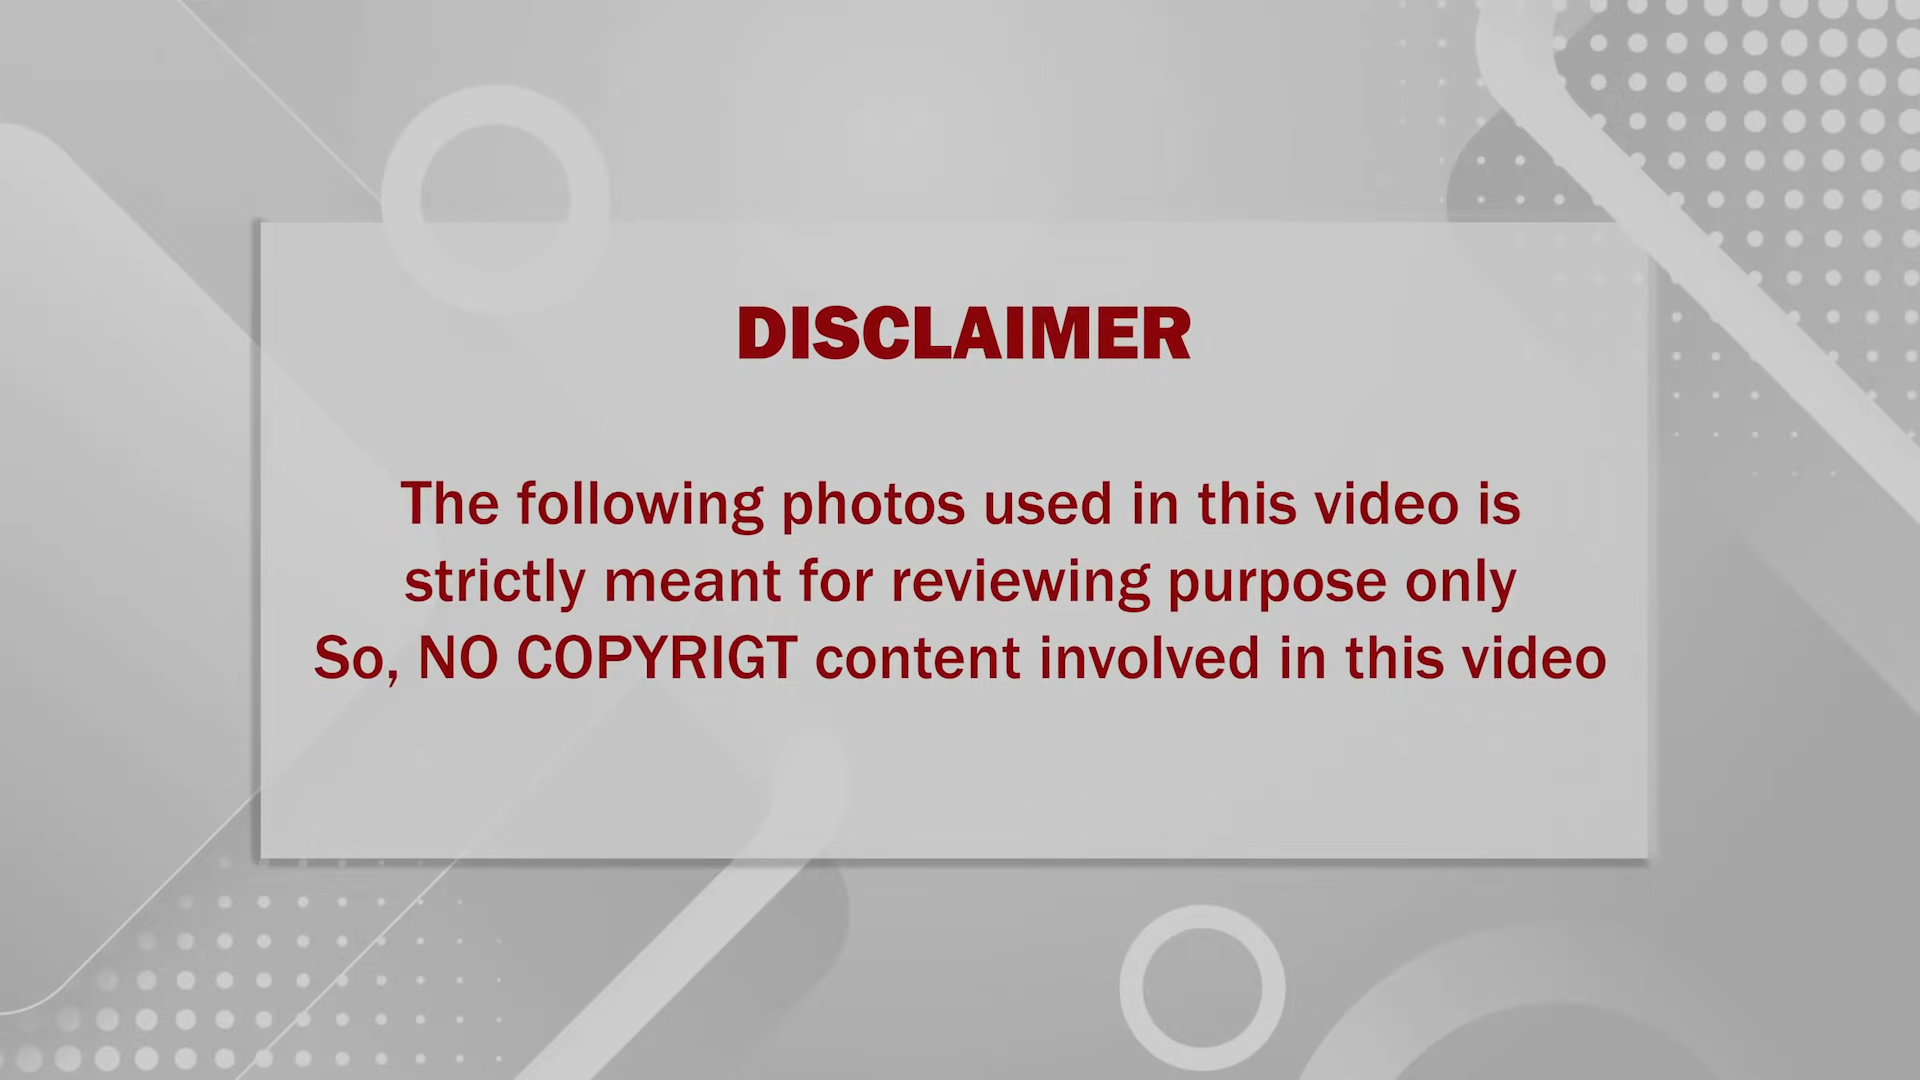 DISCLAIMER
The following photos used in this video is
strictly meant for reviewing purpose only
So, NO COPYRIGT content involved in this video